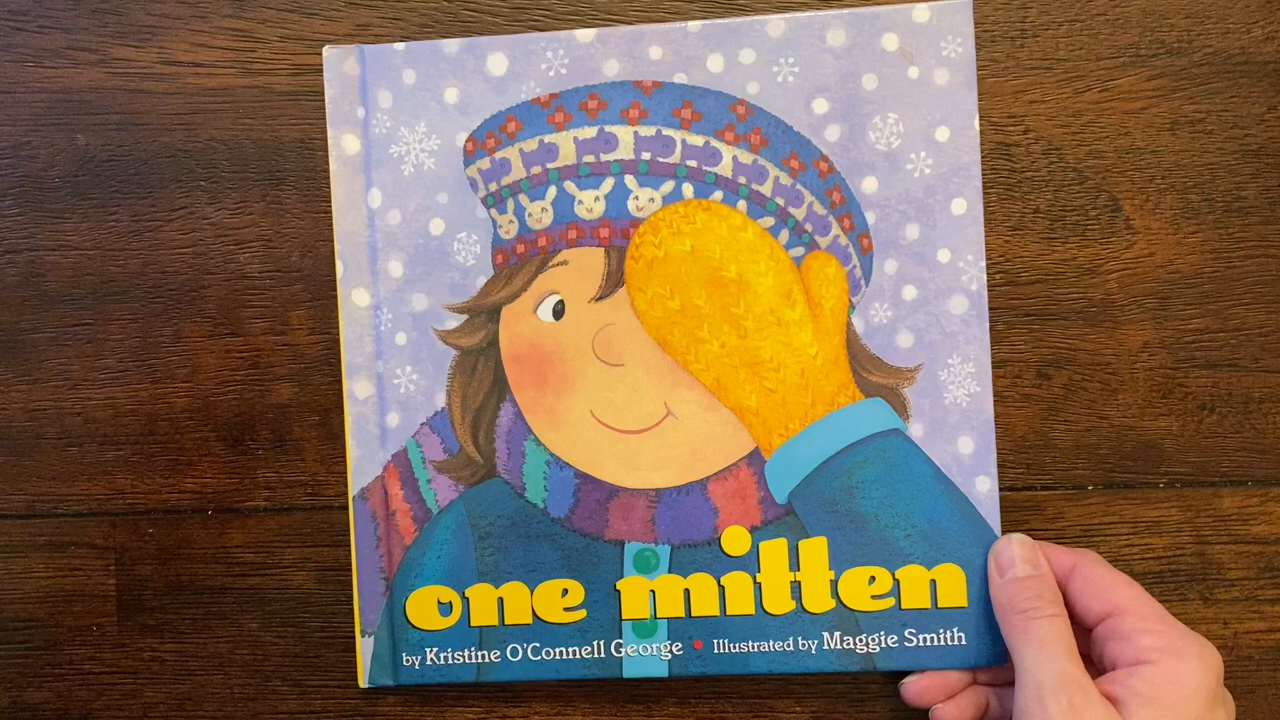 one mitten
by Kristine O'Connell George • Illustrated by Maggie Smith